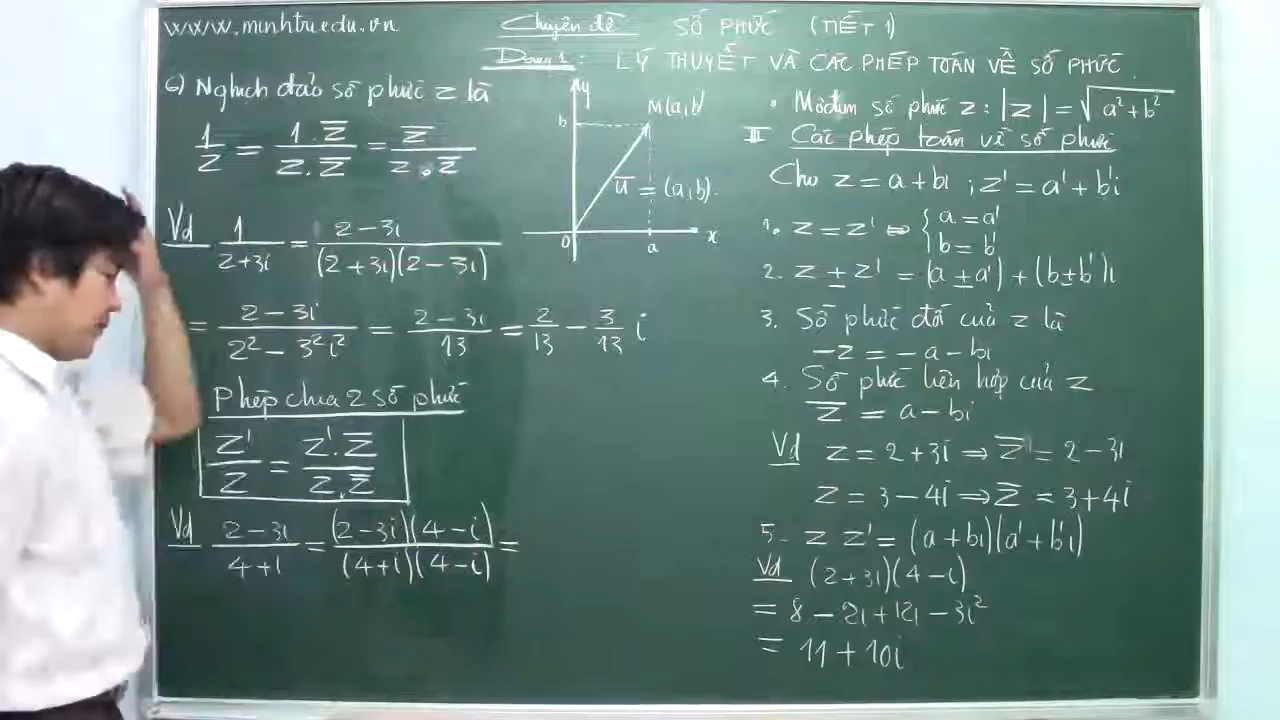 www.minhtriedu.vn
Chuyên đề SỐ PHỨC (TIẾT 1)
Dạng 1: LÝ THUYẾT VÀ CÁC PHÉP TOÁN VỀ SỐ PHỨC.
6) Nghịch đảo số phức z là
1/z = 1.z̅/z.z̅ = z̅/z.z̅
Vd 1/2+3i = 2-3i/(2+3i)(2-3i)
= 2-3i/2²-3²i² = 2-3i/13 = 2/13 - 3/13 i
Phép chia 2 số phức
z'/z = z'.z̅/z.z̅
Vd 2-3i/4+i = (2-3i)(4-i)/(4+i)(4-i) =
y
b
M(a,b)
u̅ = (a,b).
O
a
x
• Môđun số phức z: |z| = √a²+b²
II Các phép toán về số phức
Cho z = a+bi ; z' = a'+b'i
1. z = z' ⇔ { a = a'
b = b'
2. z ± z' = (a ± a') + (b ± b')i
3. Số phức đối của z là
-z = -a-bi
4. Số phức liên hợp của z
z̅ = a-bi
Vd z = 2+3i ⇒ z̅ = 2-3i
z = 3-4i ⇒ z̅ = 3+4i
5. z z' = (a+bi)(a'+b'i)
Vd (2+3i)(4-i)
= 8-2i+12i-3i²
= 11+10i